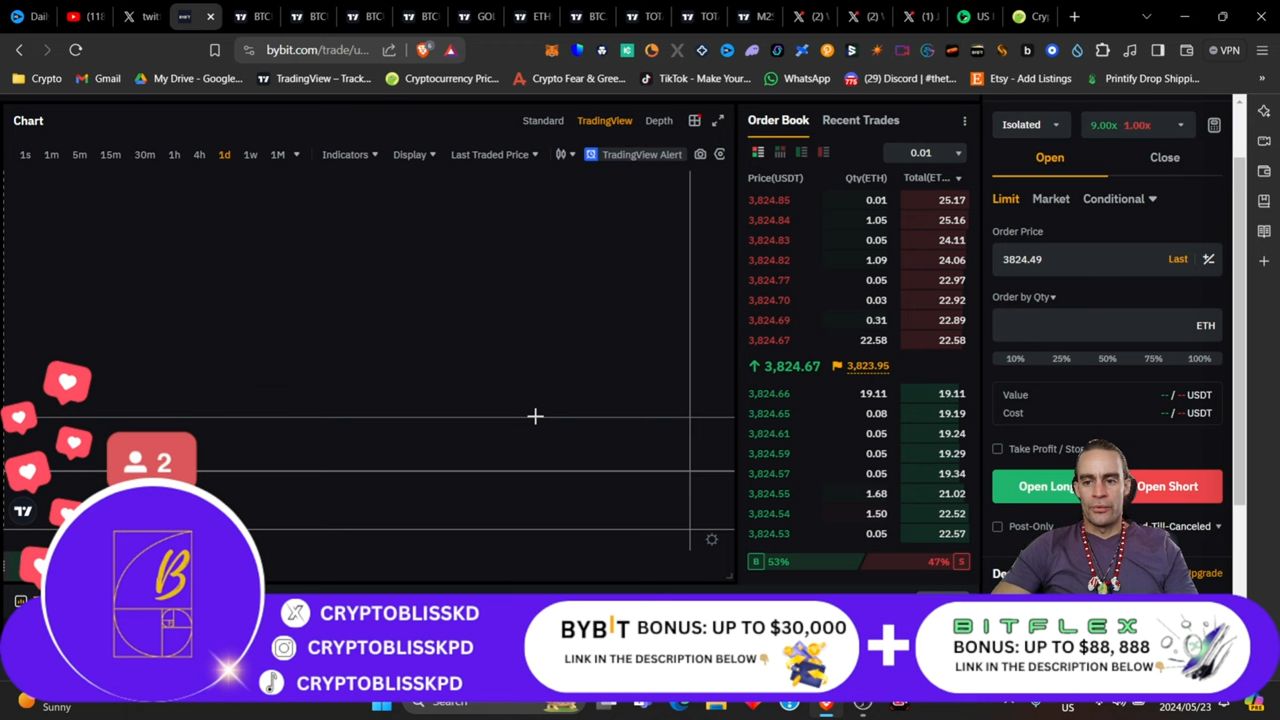 Dail
(118
twitt
BTC
BTC
BTC
BTC
GOL
ETH
BTC.
TOT
TOT
M2S
(2) V
(2) V
(1) J
US I
Cry
bybit.com/trade/u...
VPN
Crypto
Gmail
My Drive - Google...
TradingView – Track...
Cryptocurrency Pric...
Crypto Fear & Gree...
TikTok - Make Your...
WhatsApp
(29) Discord | #thet...
Etsy - Add Listings
Printify Drop Shippi...
Chart
Standard
TradingView
Depth
1s
1m
5m
15m
30m
1h
4h
1d
1w
1M
Indicators
Display
Last Traded Price
TradingView Alert
Order Book
Recent Trades
0.01
Price(USDT) Qty(ETH) Total(ET...
3,824.85 0.01 25.17
3,824.84 1.05 25.16
3,824.83 0.05 24.11
3,824.82 1.09 24.06
3,824.77 0.05 22.97
3,824.70 0.03 22.92
3,824.69 0.31 22.89
3,824.67 22.58 22.58
3,824.67 3,823.95
3,824.66 19.11 19.11
3,824.65 0.08 19.19
3,824.61 0.05 19.24
3,824.59 0.05 19.29
3,824.57 0.05 19.34
3,824.55 1.68 21.02
3,824.54 1.50 22.52
3,824.53 0.05 22.57
B 53% 47% S
Isolated
9.00x 1.00x
Open
Close
Limit
Market
Conditional
Order Price
3824.49
Last
Order by Qty
ETH
10% 25% 50% 75% 100%
Value -- / -- USDT
Cost -- / -- USDT
Take Profit / Sto
Open Long
Open Short
Post-Only
-Till-Canceled
De
Upgrade
2
B
CRYPTOBLISSKD
CRYPTOBLISSKPD
CRYPTOBLISSKPD
BYBIT BONUS: UP TO $30,000
LINK IN THE DESCRIPTION BELOW
BITFLEX
BONUS: UP TO $88, 888
LINK IN THE DESCRIPTION BELOW
Sunny
Search
US
2024/05/23